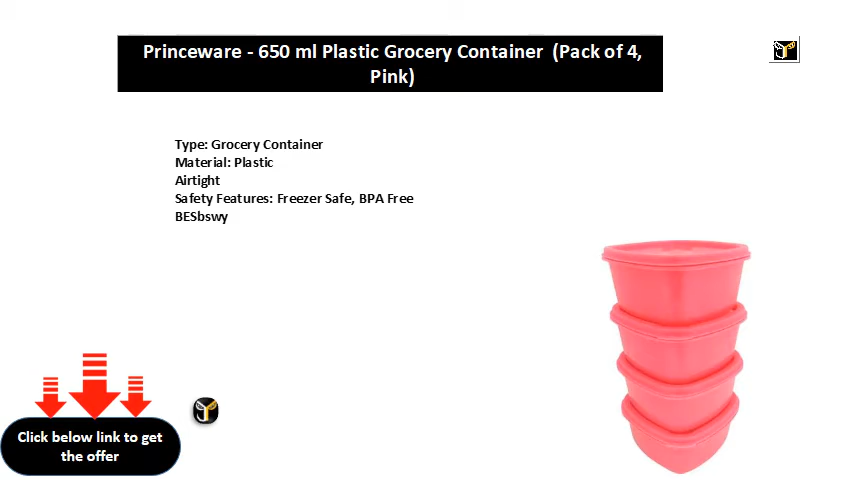 Princeware - 650 ml Plastic Grocery Container (Pack of 4,
Pink)
Type: Grocery Container
Material: Plastic
Airtight
Safety Features: Freezer Safe, BPA Free
BESbswy
Click below link to get
the offer